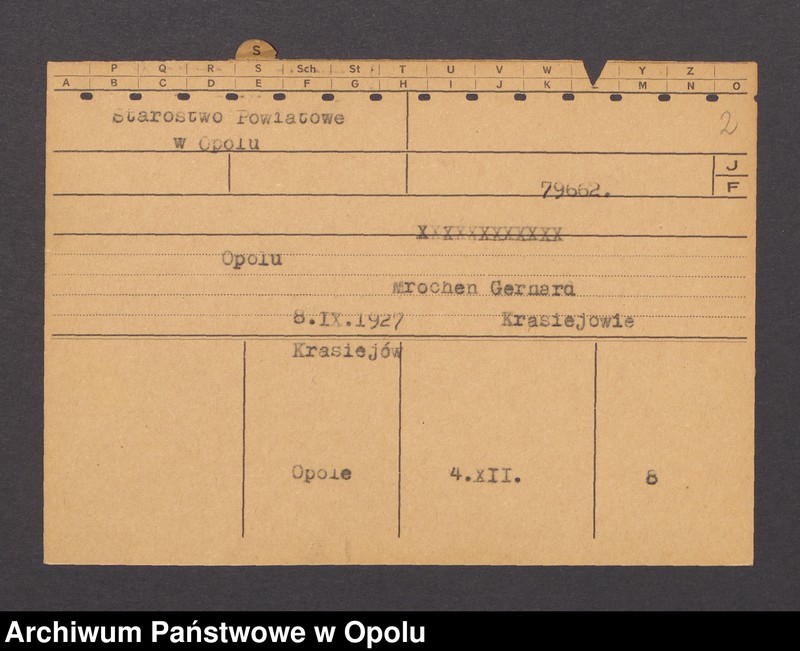 S
P Q R S Sch St T U V W Y Z
A B C D E F G H I J K L M N O
Starostwo Powiatowe
w Opolu
2
J
F
79662.
XXXXXXXXXXXX
Opolu
Mrochen Gernard
8.IX.1927 Krasiejowie
Krasiejów
Opole 4.XII. 8
Archiwum Państwowe w Opolu